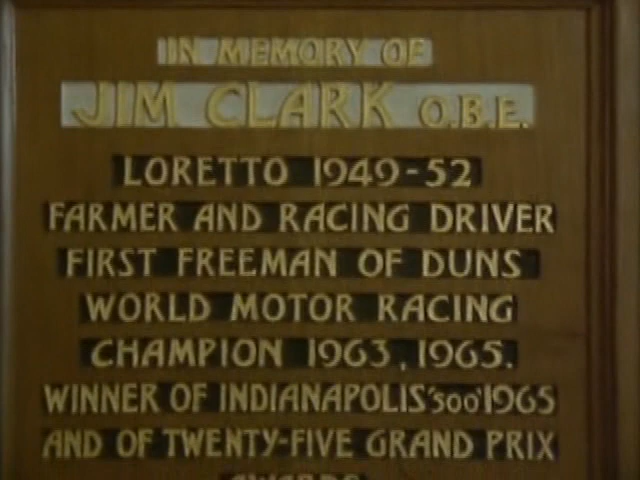 IN MEMORY OF
JIM CLARK O.B.E.
LORETTO 1949-52
FARMER AND RACING DRIVER
FIRST FREEMAN OF DUNS
WORLD MOTOR RACING
CHAMPION 1963, 1965.
WINNER OF INDIANAPOLIS '500' 1965
AND OF TWENTY-FIVE GRAND PRIX
AWARDS